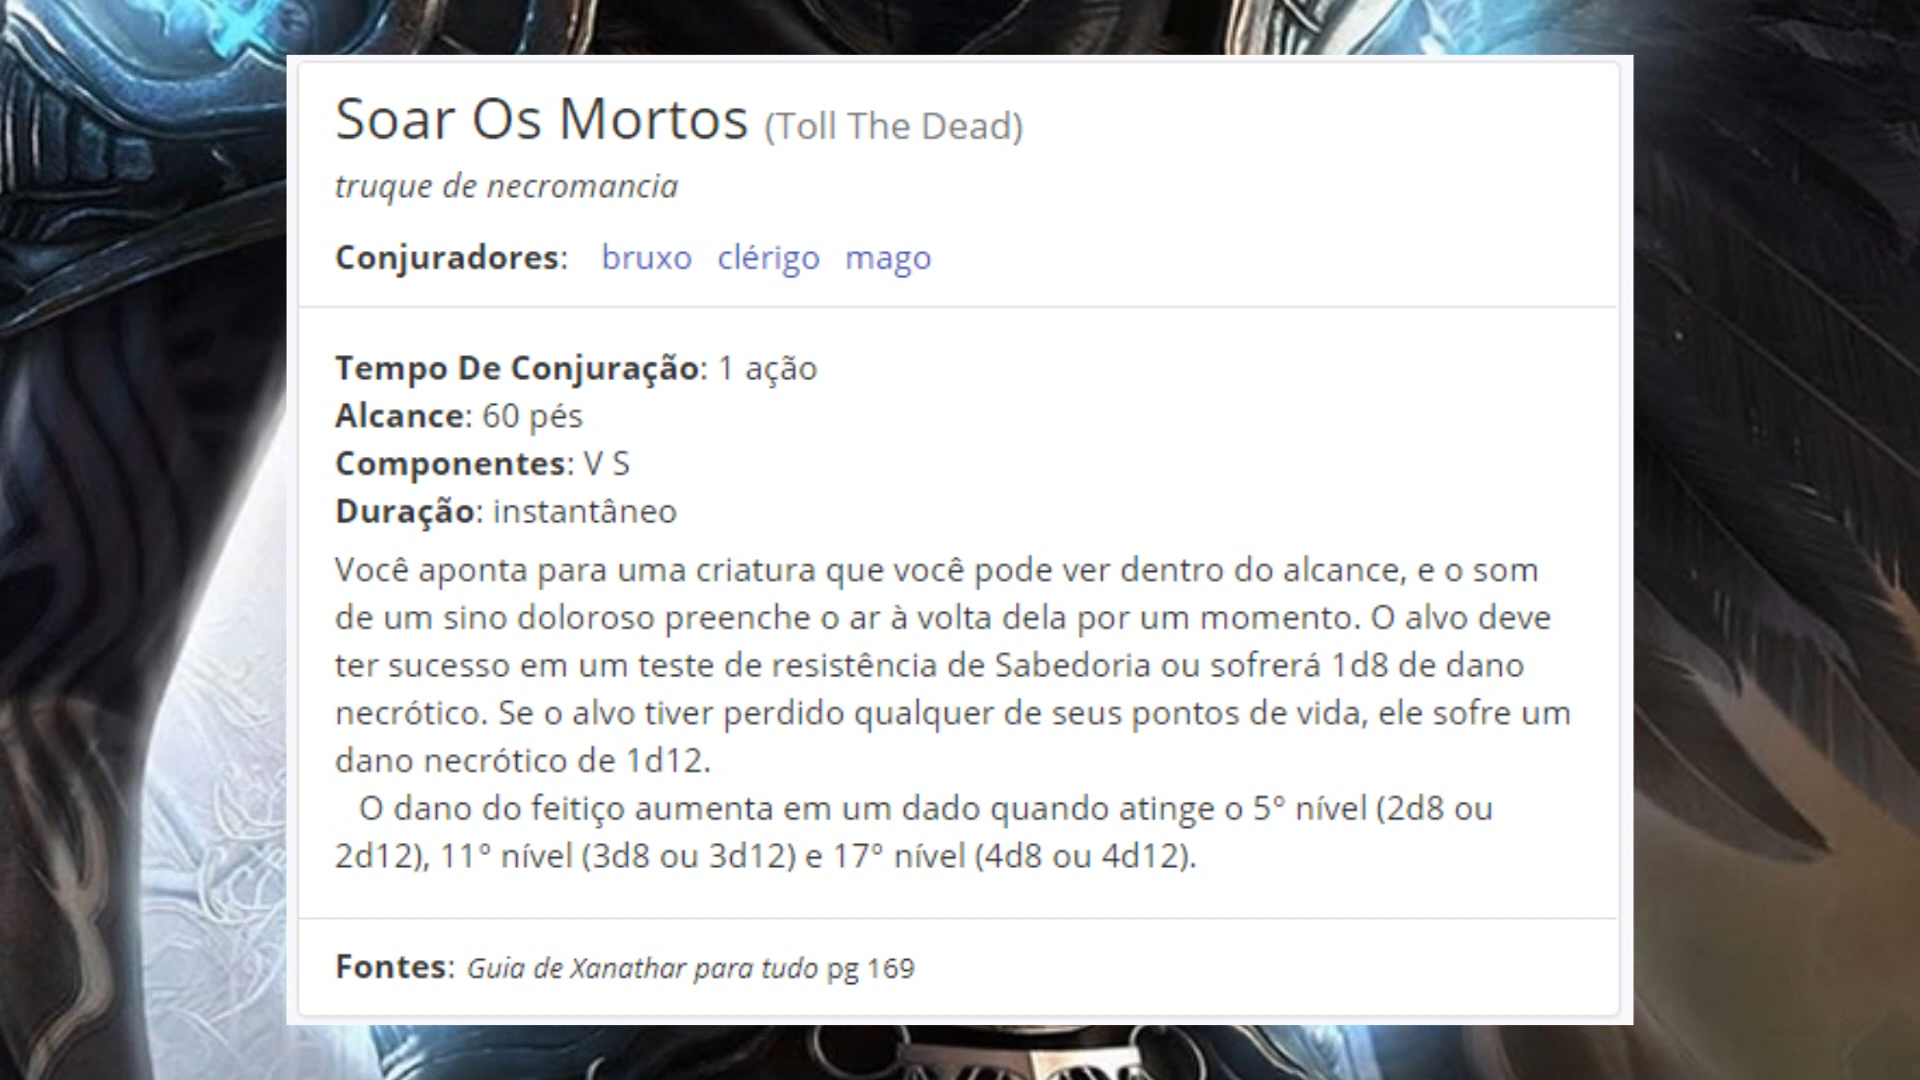 Soar Os Mortos (Toll The Dead)
truque de necromancia
Conjuradores: bruxo clérigo mago
Tempo De Conjuração: 1 ação
Alcance: 60 pés
Componentes: V S
Duração: instantâneo
Você aponta para uma criatura que você pode ver dentro do alcance, e o som
de um sino doloroso preenche o ar à volta dela por um momento. O alvo deve
ter sucesso em um teste de resistência de Sabedoria ou sofrerá 1d8 de dano
necrótico. Se o alvo tiver perdido qualquer de seus pontos de vida, ele sofre um
dano necrótico de 1d12.
O dano do feitiço aumenta em um dado quando atinge o 5° nível (2d8 ou
2d12), 11° nível (3d8 ou 3d12) e 17° nível (4d8 ou 4d12).
Fontes: Guia de Xanathar para tudo pg 169